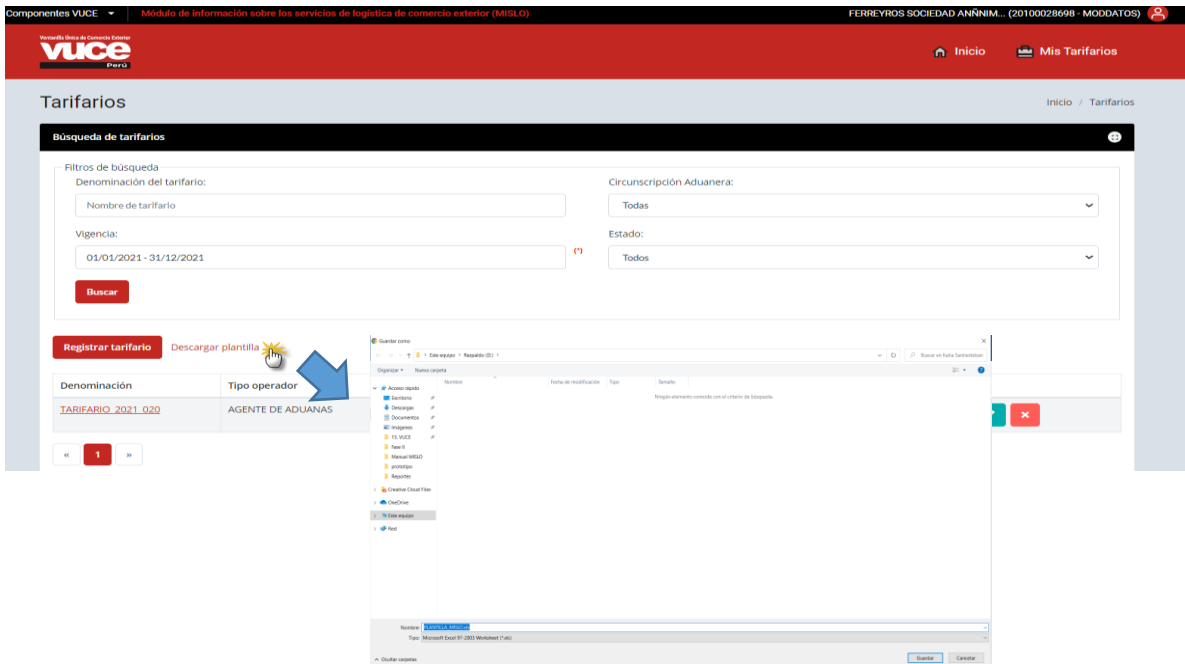 Componentes VUCE Módulo de información sobre los servicios de logística de comercio exterior (MISLO) FERREYROS SOCIEDAD ANÑNIM... (20100028698 - MODDATOS)
Ventanilla Única de Comercio Exterior
vuce
Perú
Inicio Mis Tarifarios
Tarifarios Inicio / Tarifarios
Búsqueda de tarifarios
Filtros de búsqueda
Denominación del tarifario: Circunscripción Aduanera:
Nombre de tarifario Todas
Vigencia: Estado:
01/01/2021 - 31/12/2021 (*) Todos
Buscar
Registrar tarifario Descargar plantilla
Denominación Tipo operador
TARIFARIO_2021_020 AGENTE DE ADUANAS
« 1 »
Guardar como
Este equipo > Respaldo (D:) >
Organizar Nueva carpeta
Nombre Fecha de modificación Tipo Tamaño
Ningún elemento coincide con el criterio de búsqueda.
Acceso rápido
Escritorio
Descargas
Documentos
Imágenes
13. VUCE
Fase II
Manual MISLO
prototipo
Reportes
Creative Cloud Files
OneDrive
Este equipo
Red
Nombre: PLANTILLA_MISLO.xls
Tipo: Microsoft Excel 97-2003 Worksheet (*.xls)
Ocultar carpetas Guardar Cancelar